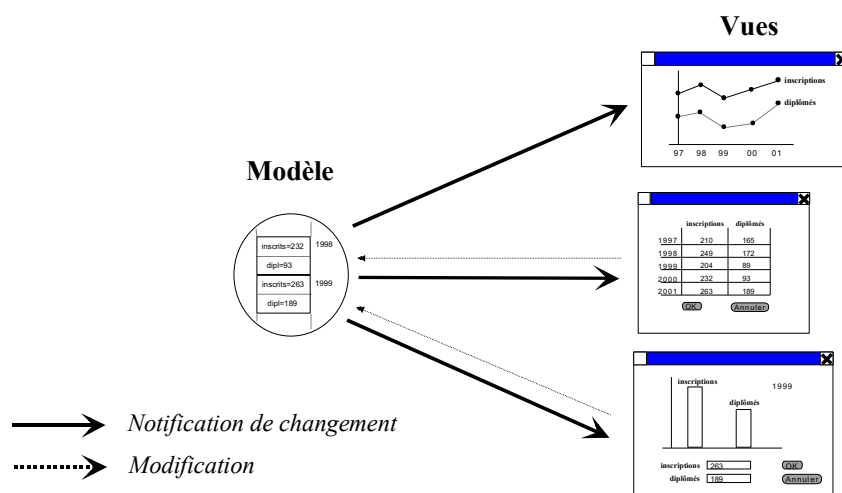 Vues
inscriptions
diplômés
97 98 99 00 01
Modèle
inscrits=232 1998
dipl=93
inscrits=263 1999
dipl=189
inscriptions diplômés
1997 210 165
1998 249 172
1999 204 89
2000 232 93
2001 263 189
OK Annuler
inscriptions 1999
diplômés
inscriptions 263 OK
diplômés 189 Annuler
Notification de changement
Modification